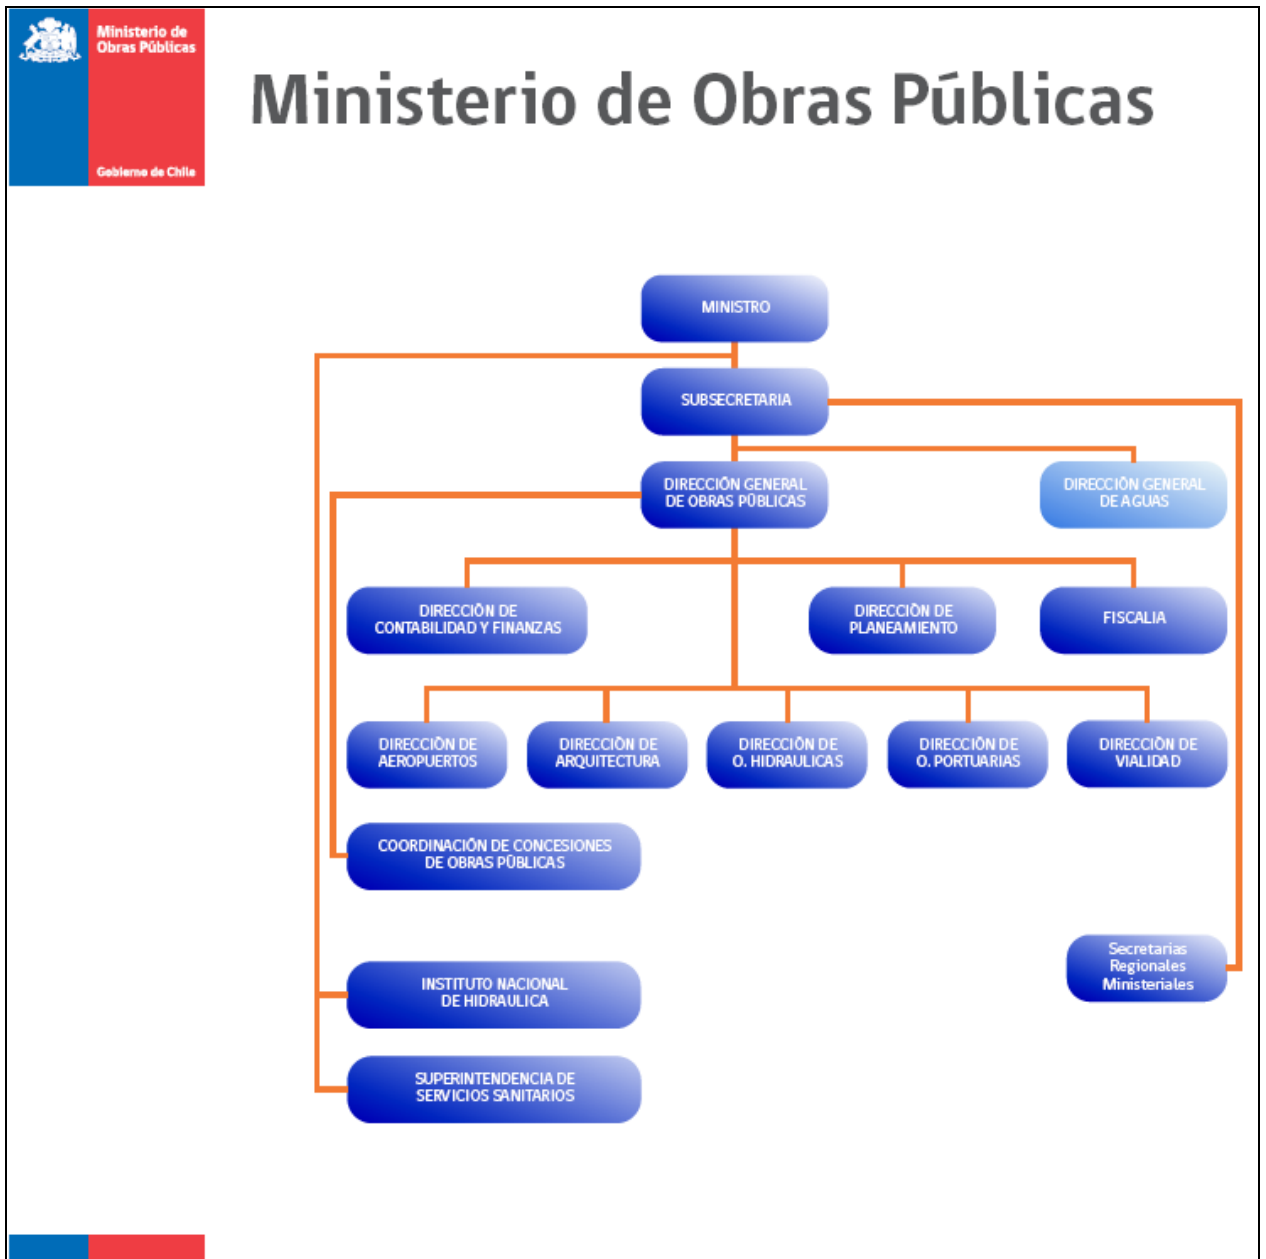 Ministerio de
Obras Públicas
Gobierno de Chile
Ministerio de Obras Públicas
MINISTRO
SUBSECRETARIA
DIRECCIÓN GENERAL
DE OBRAS PÚBLICAS
DIRECCIÓN GENERAL
DE AGUAS
DIRECCIÓN DE
CONTABILIDAD Y FINANZAS
DIRECCIÓN DE
PLANEAMIENTO
FISCALIA
DIRECCIÓN DE
AEROPUERTOS
DIRECCIÓN DE
ARQUITECTURA
DIRECCIÓN DE
O. HIDRAULICAS
DIRECCIÓN DE
O. PORTUARIAS
DIRECCIÓN DE
VIALIDAD
COORDINACIÓN DE CONCESIONES
DE OBRAS PÚBLICAS
INSTITUTO NACIONAL
DE HIDRAULICA
Secretarias
Regionales
Ministeriales
SUPERINTENDENCIA DE
SERVICIOS SANITARIOS